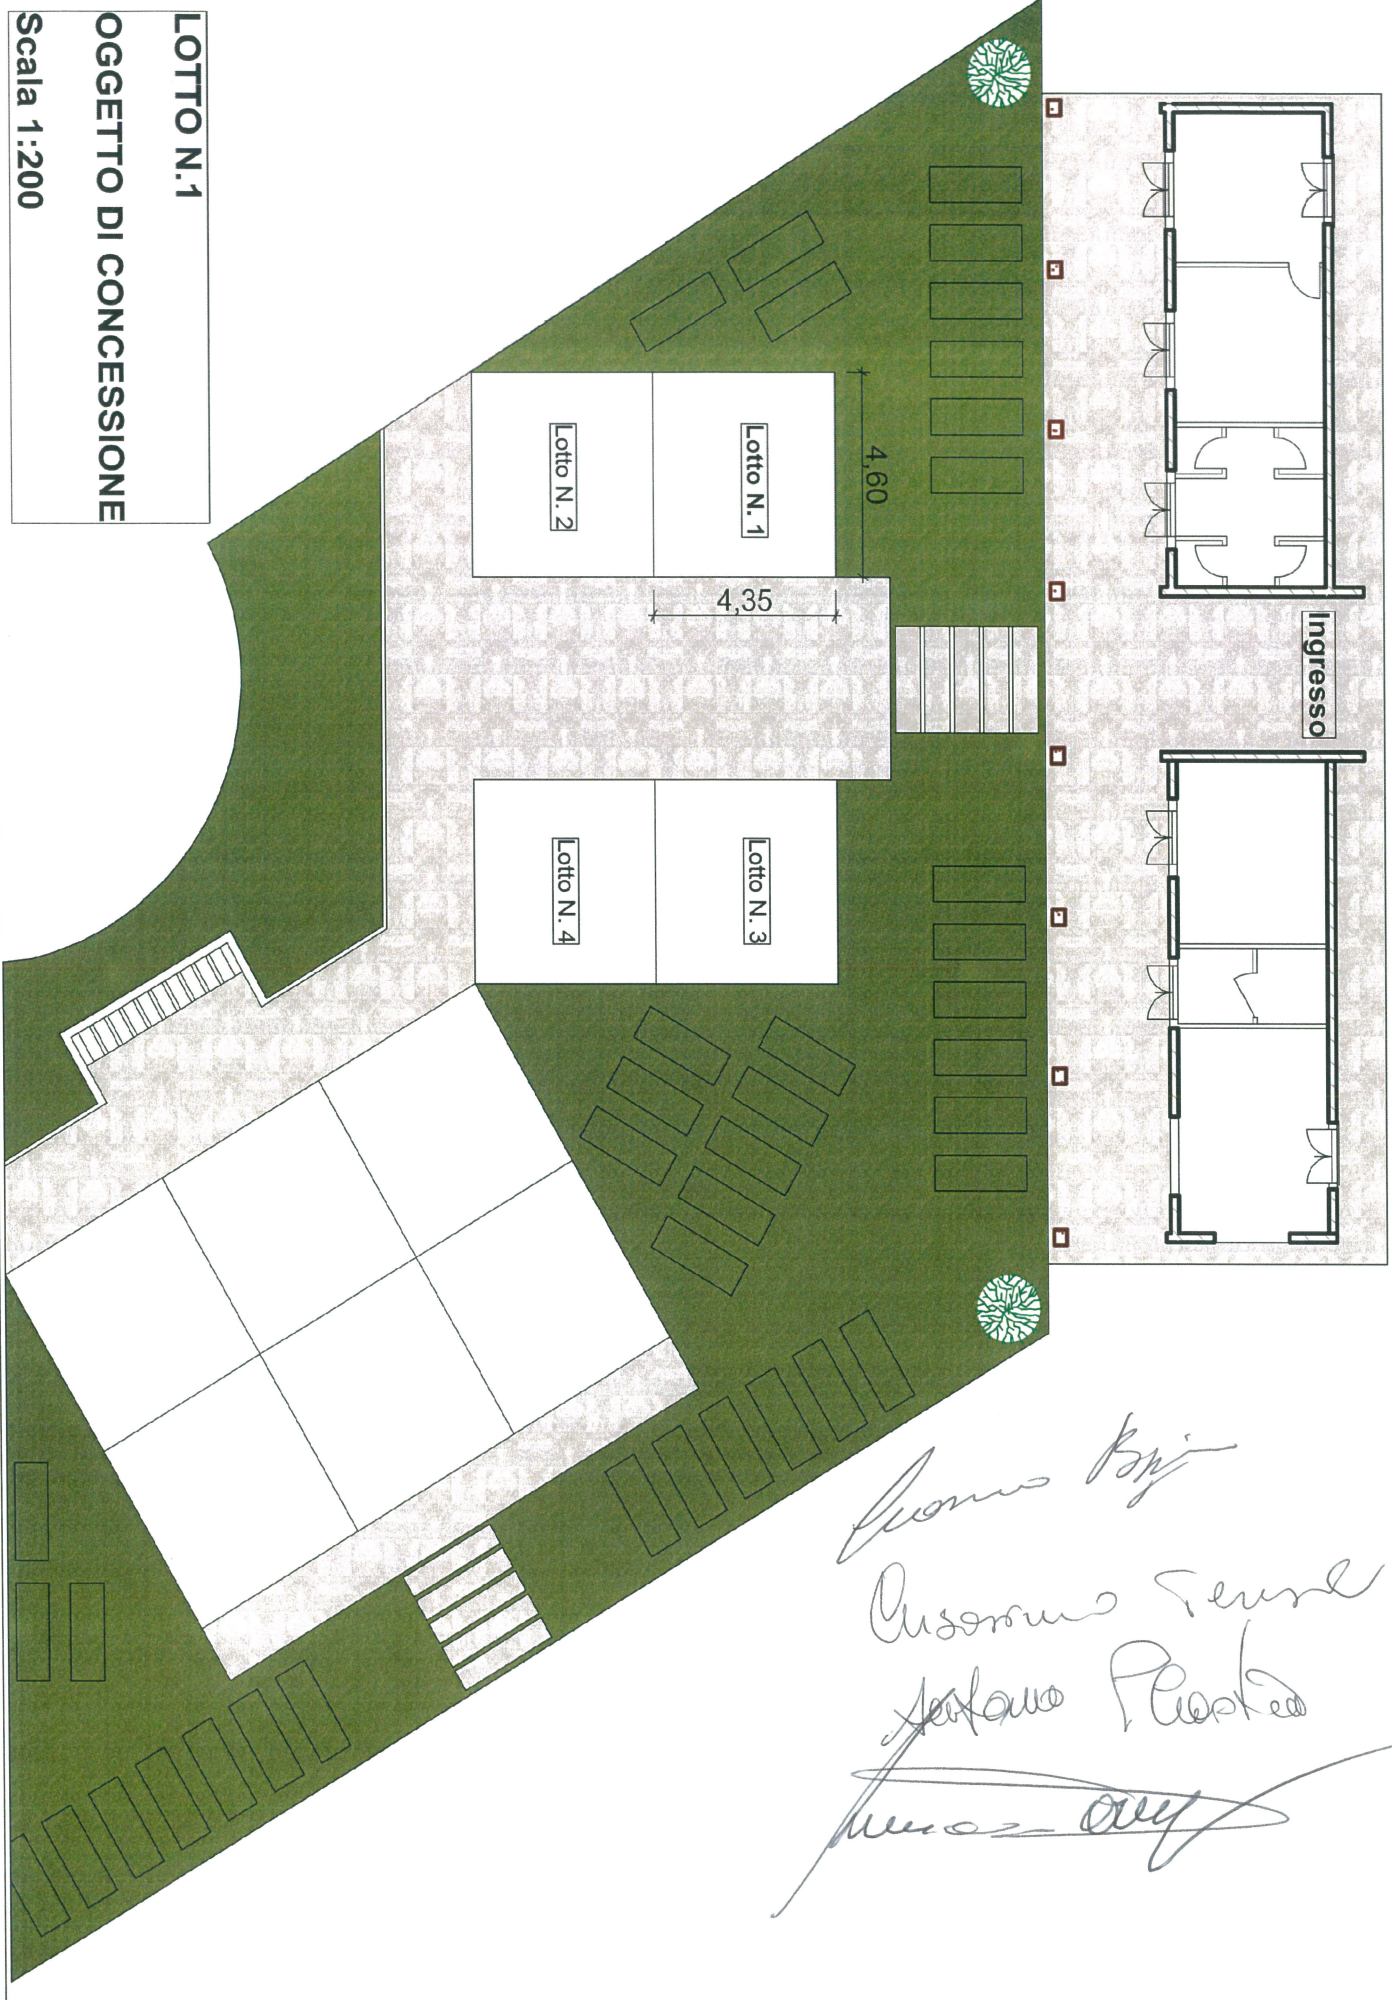 LOTTO N.1
OGGETTO DI CONCESSIONE
Scala 1:200
Ingresso
4,60
Lotto N. 1
Lotto N. 2
4,35
Lotto N. 3
Lotto N. 4